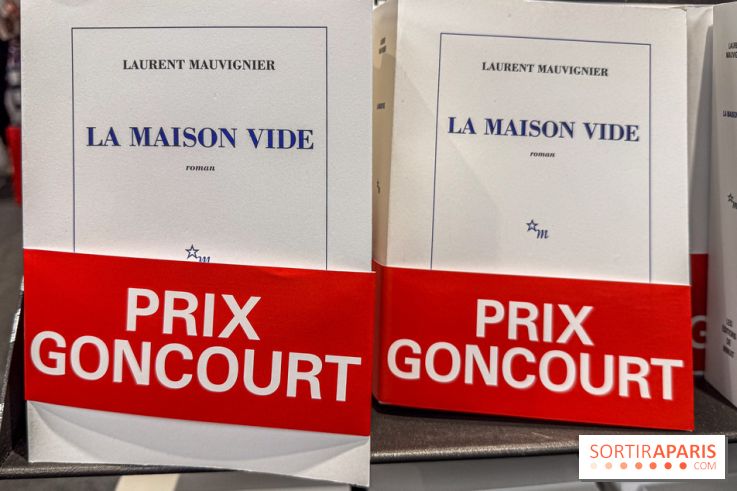 LAURENT MAUVIGNIER
LA MAISON VIDE
roman
m
PRIX
GONCOURT
LAURENT MAUVIGNIER
LA MAISON VIDE
roman
m
PRIX
GONCOURT
SORTIRAPARIS
.COM